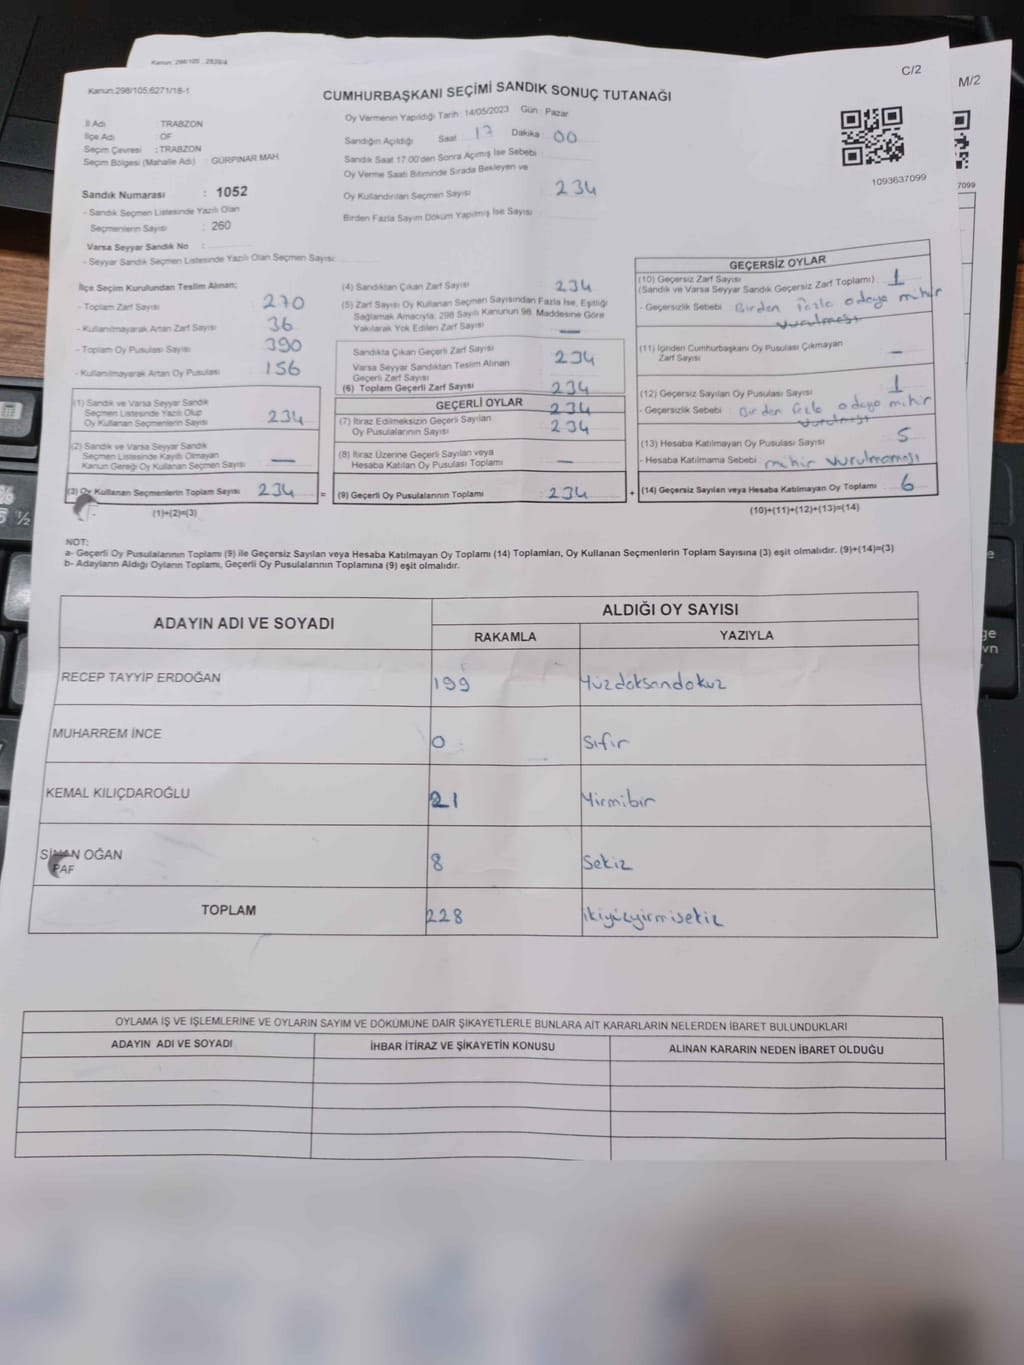 Kanun: 298/105 , 2839/4
Kanun:298/105;6271/18-1
C/2
M/2
CUMHURBAŞKANI SEÇİMİ SANDIK SONUÇ TUTANAĞI
İl Adı : TRABZON
İlçe Adı : OF
Seçim Çevresi : TRABZON
Seçim Bölgesi (Mahalle Adı) : GÜRPINAR MAH.
Sandık Numarası : 1052
- Sandık Seçmen Listesinde Yazılı Olan
Seçmenlerin Sayısı : 260
Varsa Seyyar Sandık No :
- Seyyar Sandık Seçmen Listesinde Yazılı Olan Seçmen Sayısı:
Oy Vermenin Yapıldığı Tarih : 14/05/2023 Gün : Pazar
Sandığın Açıldığı Saat 17 Dakika 00
Sandık Saat 17.00'den Sonra Açımış İse Sebebi :
Oy Verme Saati Bitiminde Sırada Bekleyen ve
Oy Kullandırılan Seçmen Sayısı : 234
Birden Fazla Sayım Döküm Yapılmış İse Sayısı :
1093637099
7099
İlçe Seçim Kurulundan Teslim Alınan;
- Toplam Zarf Sayısı : 270
- Kullanılmayarak Artan Zarf Sayısı : 36
- Toplam Oy Pusulası Sayısı : 390
- Kullanılmayarak Artan Oy Pusulası : 156
(1) Sandık ve Varsa Seyyar Sandık
Seçmen Listesinde Yazılı Olup
Oy Kullanan Seçmenlerin Sayısı : 234
(2) Sandık ve Varsa Seyyar Sandık
Seçmen Listesinde Kayıtlı Olmayan
Kanun Gereği Oy Kullanan Seçmen Sayısı : —
(3) Oy Kullanan Seçmenlerin Toplam Sayısı : 234 =
(1)+(2)=(3)
(4) Sandıktan Çıkan Zarf Sayısı : 234
(5) Zarf Sayısı Oy Kullanan Seçmen Sayısından Fazla İse, Eşitliği
Sağlamak Amacıyla, 298 Sayılı Kanunun 98. Maddesine Göre
Yakılarak Yok Edilen Zarf Sayısı : —
Sandıkta Çıkan Geçerli Zarf Sayısı : 234
Varsa Seyyar Sandıktan Teslim Alınan
Geçerli Zarf Sayısı
(6) Toplam Geçerli Zarf Sayısı : 234
GEÇERLİ OYLAR 234
(7) İtiraz Edilmeksizin Geçerli Sayılan
Oy Pusulalarının Sayısı : 234
(8) İtiraz Üzerine Geçerli Sayılan veya
Hesaba Katılan Oy Pusulası Toplamı : —
(9) Geçerli Oy Pusulalarının Toplamı : 234 +
GEÇERSİZ OYLAR
(10) Geçersiz Zarf Sayısı : 1
(Sandık ve Varsa Seyyar Sandık Geçersiz Zarf Toplamı)
- Geçersizlik Sebebi : Birden fazla adaya mihir
vurulması
(11) İçinden Cumhurbaşkanı Oy Pusulası Çıkmayan
Zarf Sayısı : —
(12) Geçersiz Sayılan Oy Pusulası Sayısı : 1
- Geçersizlik Sebebi : Birden fazla adaya mihir
vurulması
(13) Hesaba Katılmayan Oy Pusulası Sayısı : 5
- Hesaba Katılmama Sebebi : mihir vurulmaması
(14) Geçersiz Sayılan veya Hesaba Katılmayan Oy Toplamı : 6
(10)+(11)+(12)+(13)=(14)
NOT:
a- Geçerli Oy Pusulalarının Toplamı (9) ile Geçersiz Sayılan veya Hesaba Katılmayan Oy Toplamı (14) Toplamları, Oy Kullanan Seçmenlerin Toplam Sayısına (3) eşit olmalıdır. (9)+(14)=(3)
b- Adayların Aldığı Oyların Toplamı, Geçerli Oy Pusulalarının Toplamına (9) eşit olmalıdır.
ADAYIN ADI VE SOYADI ALDIĞI OY SAYISI
RAKAMLA YAZIYLA
RECEP TAYYİP ERDOĞAN 199 Yüzdoksandokuz
MUHARREM İNCE 0 Sıfır
KEMAL KILIÇDAROĞLU 21 Yirmibir
SİNAN OĞAN 8 Sekiz
PAF
TOPLAM 228 ikiyüzyirmisekiz
OYLAMA İŞ VE İŞLEMLERİNE VE OYLARIN SAYIM VE DÖKÜMÜNE DAİR ŞİKAYETLERLE BUNLARA AİT KARARLARIN NELERDEN İBARET BULUNDUKLARI
ADAYIN ADI VE SOYADI İHBAR İTİRAZ VE ŞİKAYETİN KONUSU ALINAN KARARIN NEDEN İBARET OLDUĞU